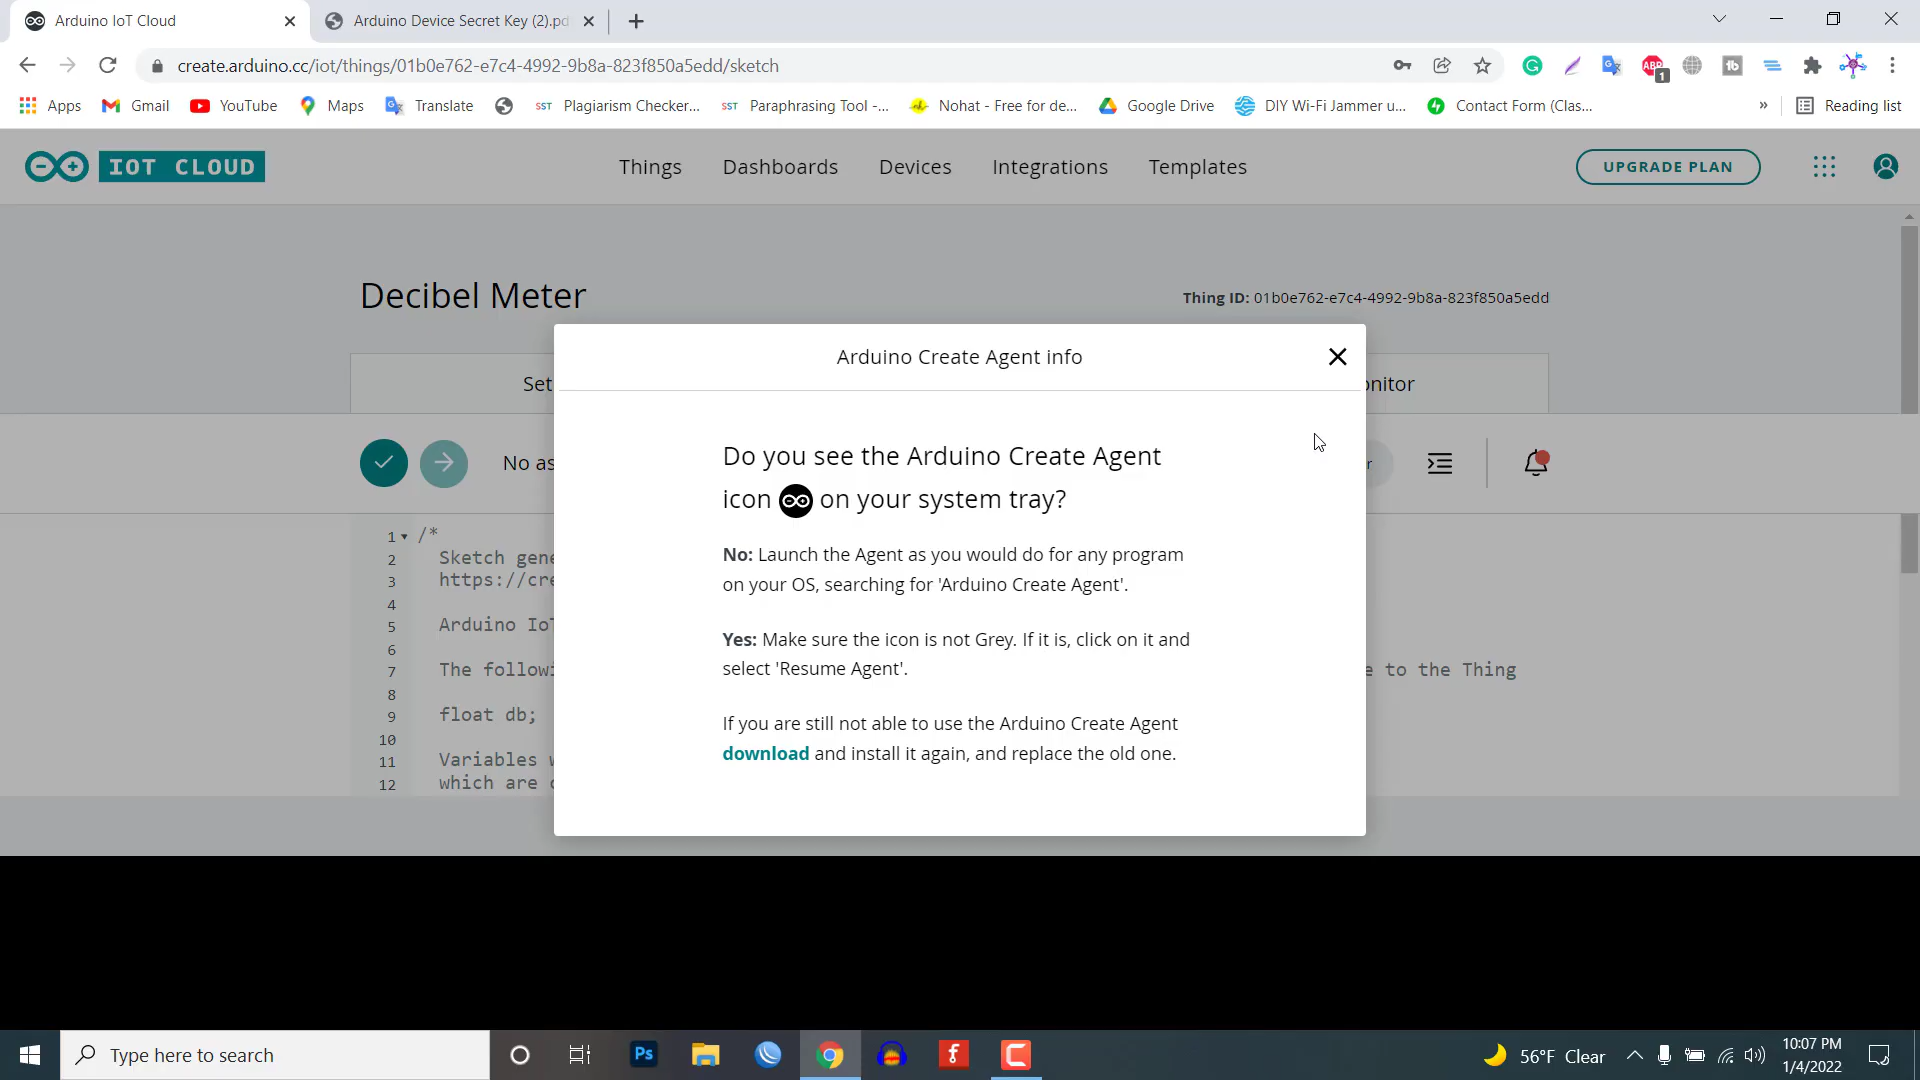 Arduino IoT Cloud
Arduino Device Secret Key (2).pd
create.arduino.cc/iot/things/01b0e762-e7c4-4992-9b8a-823f850a5edd/sketch
ABP
1
Apps
Gmail
YouTube
Maps
Translate
SST Plagiarism Checker...
SST Paraphrasing Tool -...
Nohat - Free for de...
Google Drive
DIY Wi-Fi Jammer u...
Contact Form (Clas...
»
Reading list
IOT CLOUD
Things
Dashboards
Devices
Integrations
Templates
UPGRADE PLAN
Decibel Meter
Thing ID: 01b0e762-e7c4-4992-9b8a-823f850a5edd
Set
onitor
Arduino Create Agent info
No as
r
Do you see the Arduino Create Agent
icon on your system tray?
No: Launch the Agent as you would do for any program
on your OS, searching for 'Arduino Create Agent'.
Yes: Make sure the icon is not Grey. If it is, click on it and
select 'Resume Agent'.
If you are still not able to use the Arduino Create Agent
download and install it again, and replace the old one.
1 /*
2 Sketch gene
3 https://cre
4
5 Arduino IoT
6
7 The followi e to the Thing
8
9 float db;
10
11 Variables w
12 which are c
Type here to search
Ps
56°F Clear
10:07 PM
1/4/2022